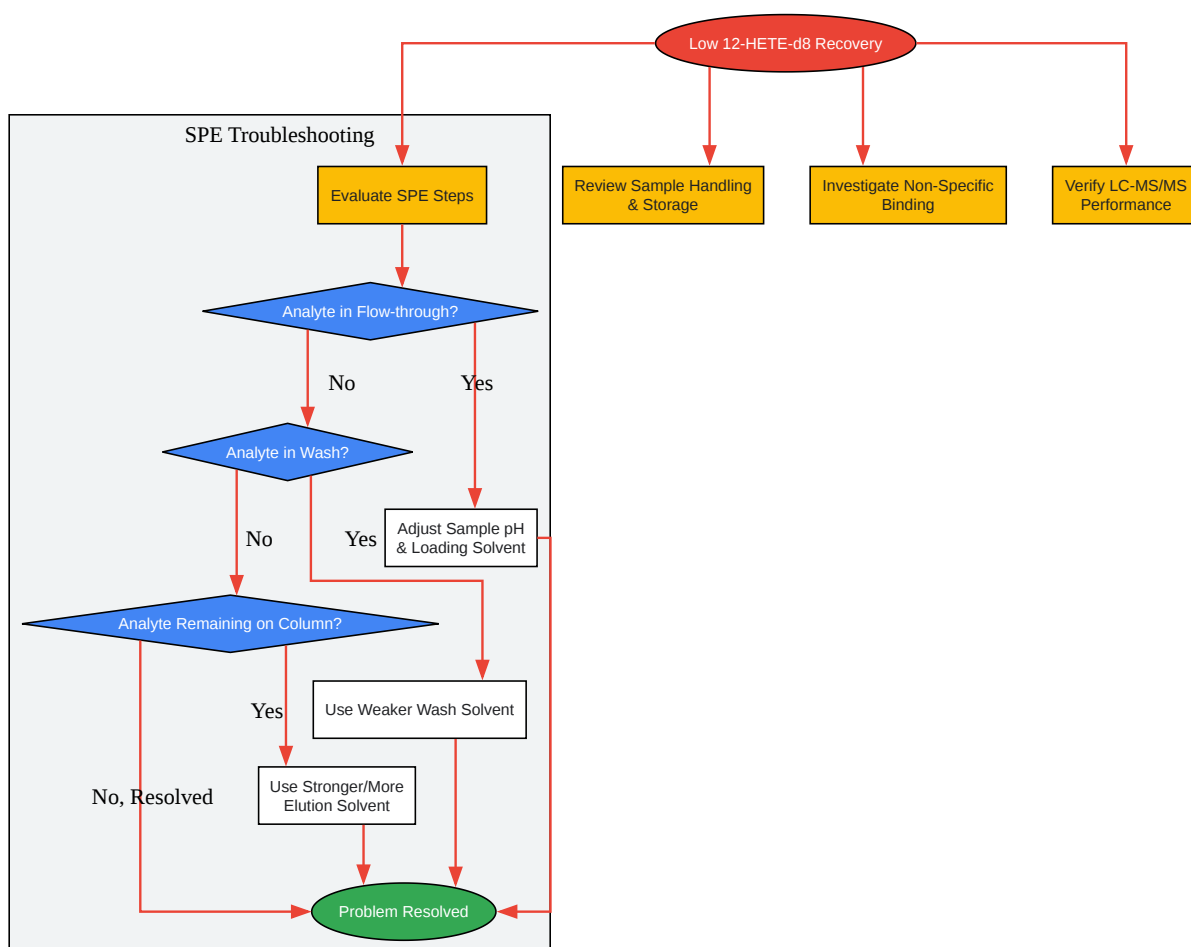 Low 12-HETE-d8 Recovery
SPE Troubleshooting
Evaluate SPE Steps
Review Sample Handling
& Storage
Investigate Non-Specific
Binding
Verify LC-MS/MS
Performance
Analyte in Flow-through?
No
Yes
Analyte in Wash?
No
Yes
Adjust Sample pH
& Loading Solvent
Analyte Remaining on Column?
Yes
Use Weaker Wash Solvent
No, Resolved
Use Stronger/More
Elution Solvent
Problem Resolved